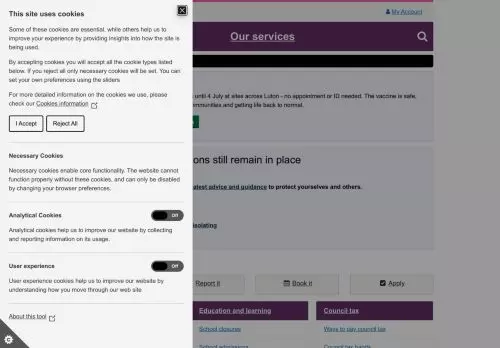 This site uses cookies
Some of these cookies are essential, while others help us to
improve your experience by providing insights into how the site is
being used.
By accepting cookies you will accept all the cookie types listed
below. If you reject all only necessary cookies will be set. You can
set your own preferences using the sliders
For more detailed information on the cookies we use, please
check our Cookies information
I Accept
Reject All
Necessary Cookies
Necessary cookies enable core functionality. The website cannot
function properly without these cookies, and can only be disabled
by changing your browser preferences.
Analytical Cookies
Off
Analytical cookies help us to improve our website by collecting
and reporting information on its usage.
User experience
Off
User experience cookies help us to improve our website by
understanding how you move through our web site
About this tool
My Account
Our services
until 4 July at sites across Luton - no appointment or ID needed. The vaccine is safe,
mmunities and getting life back to normal.
ons still remain in place
atest advice and guidance to protect yourselves and others.
isolating
Report it
Book it
Apply
Education and learning
Council tax
School closures
Ways to pay council tax
School admissions
Council tax bands